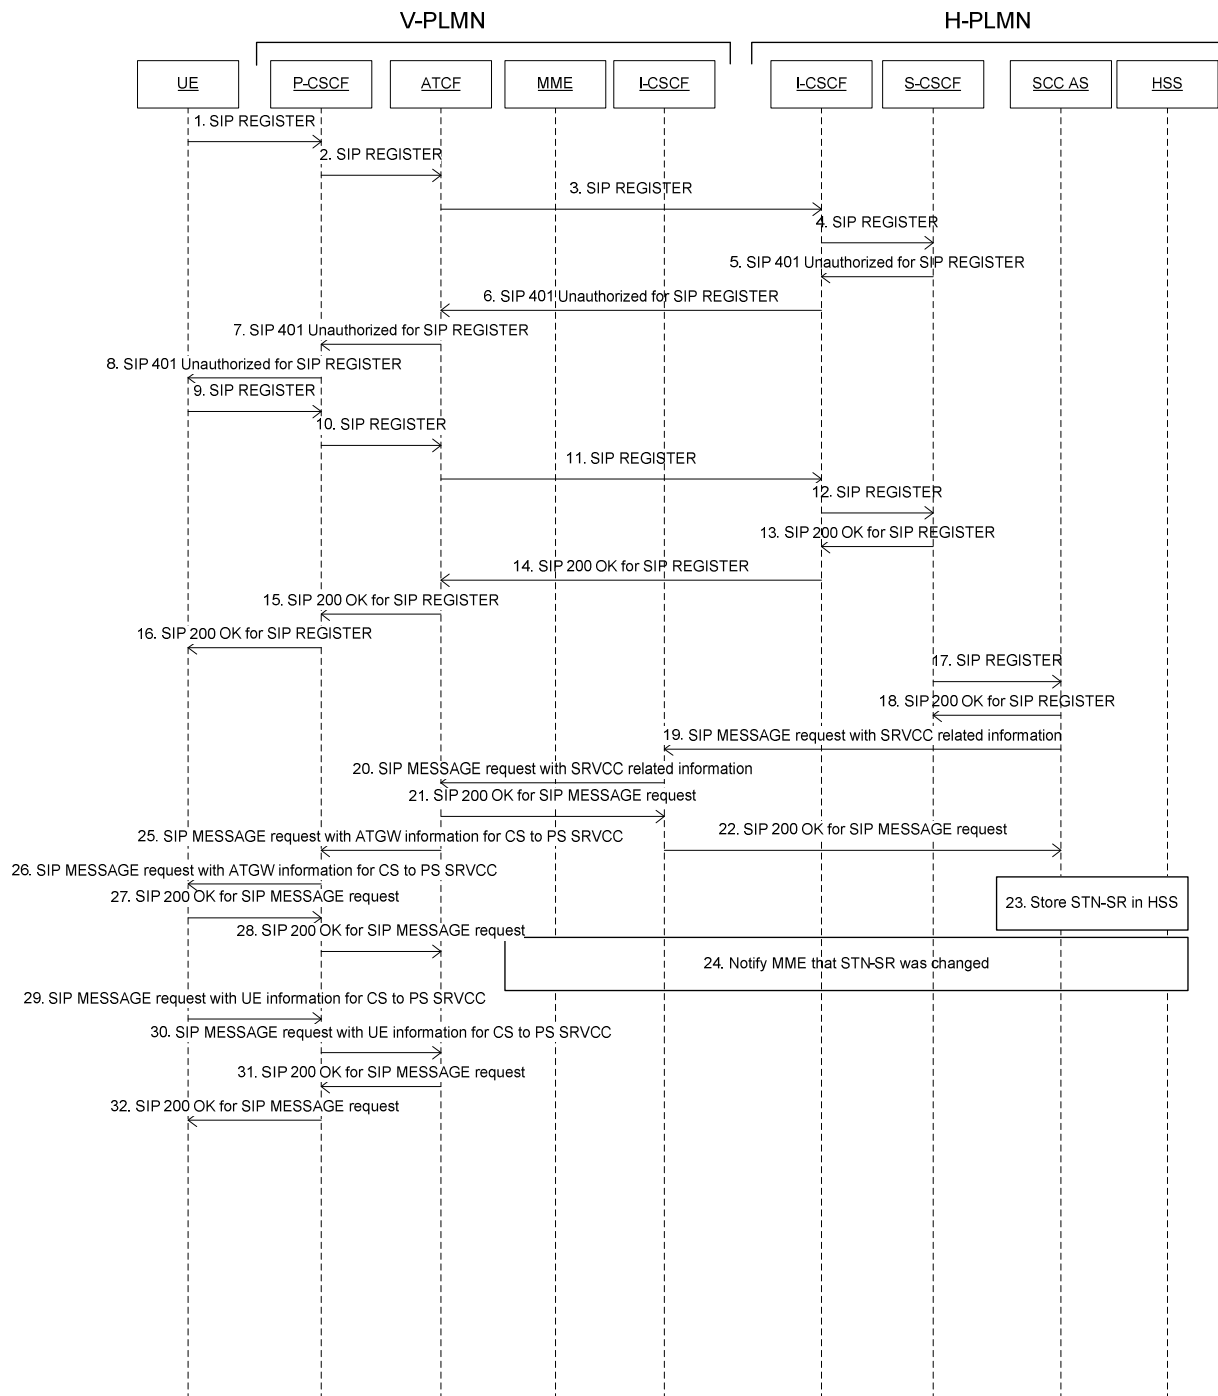 V-PLMN
H-PLMN
UE
P-CSCF
ATCF
MME
I-CSCF
I-CSCF
S-CSCF
SCC AS
HSS
1. SIP REGISTER
2. SIP REGISTER
3. SIP REGISTER
4. SIP REGISTER
5. SIP 401 Unauthorized for SIP REGISTER
6. SIP 401 Unauthorized for SIP REGISTER
7. SIP 401 Unauthorized for SIP REGISTER
8. SIP 401 Unauthorized for SIP REGISTER
9. SIP REGISTER
10. SIP REGISTER
11. SIP REGISTER
12. SIP REGISTER
13. SIP 200 OK for SIP REGISTER
14. SIP 200 OK for SIP REGISTER
15. SIP 200 OK for SIP REGISTER
16. SIP 200 OK for SIP REGISTER
17. SIP REGISTER
18. SIP 200 OK for SIP REGISTER
19. SIP MESSAGE request with SRVCC related information
20. SIP MESSAGE request with SRVCC related information
21. SIP 200 OK for SIP MESSAGE request
22. SIP 200 OK for SIP MESSAGE request
25. SIP MESSAGE request with ATGW information for CS to PS SRVCC
26. SIP MESSAGE request with ATGW information for CS to PS SRVCC
27. SIP 200 OK for SIP MESSAGE request
23. Store STN-SR in HSS
28. SIP 200 OK for SIP MESSAGE request
24. Notify MME that STN-SR was changed
29. SIP MESSAGE request with UE information for CS to PS SRVCC
30. SIP MESSAGE request with UE information for CS to PS SRVCC
31. SIP 200 OK for SIP MESSAGE request
32. SIP 200 OK for SIP MESSAGE request